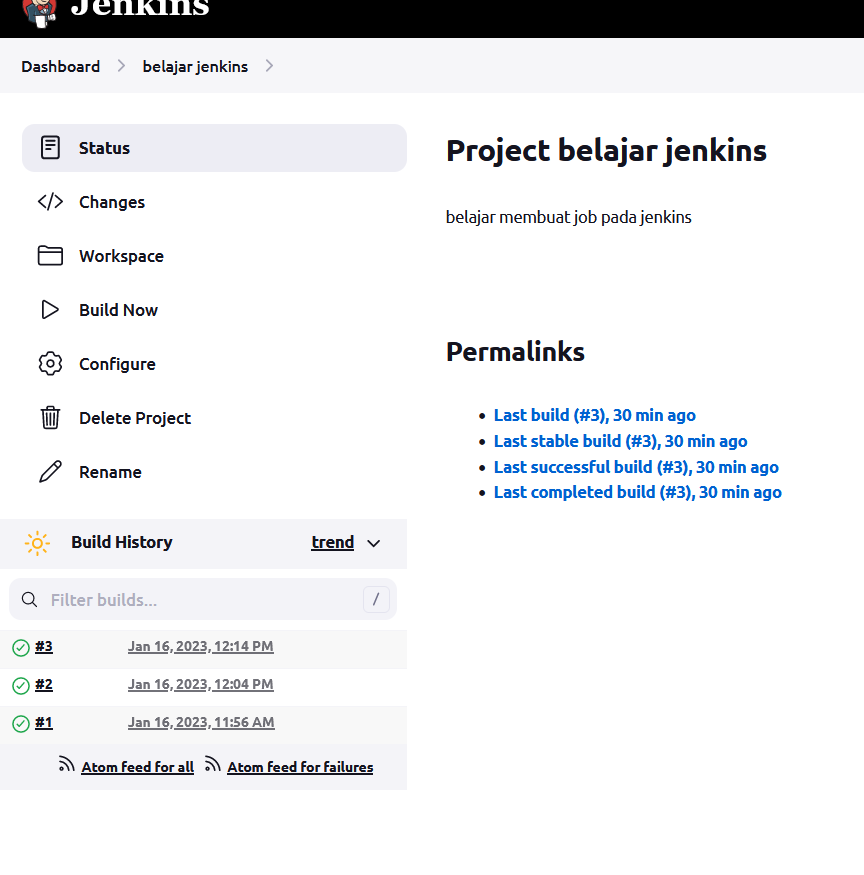 Jenkins
Dashboard
belajar jenkins
Status
Changes
Workspace
Build Now
Configure
Delete Project
Rename
Build History
trend
Filter builds...
/
#3 Jan 16, 2023, 12:14 PM
#2 Jan 16, 2023, 12:04 PM
#1 Jan 16, 2023, 11:56 AM
Atom feed for all
Atom feed for failures
Project belajar jenkins
belajar membuat job pada jenkins
Permalinks
Last build (#3), 30 min ago
Last stable build (#3), 30 min ago
Last successful build (#3), 30 min ago
Last completed build (#3), 30 min ago